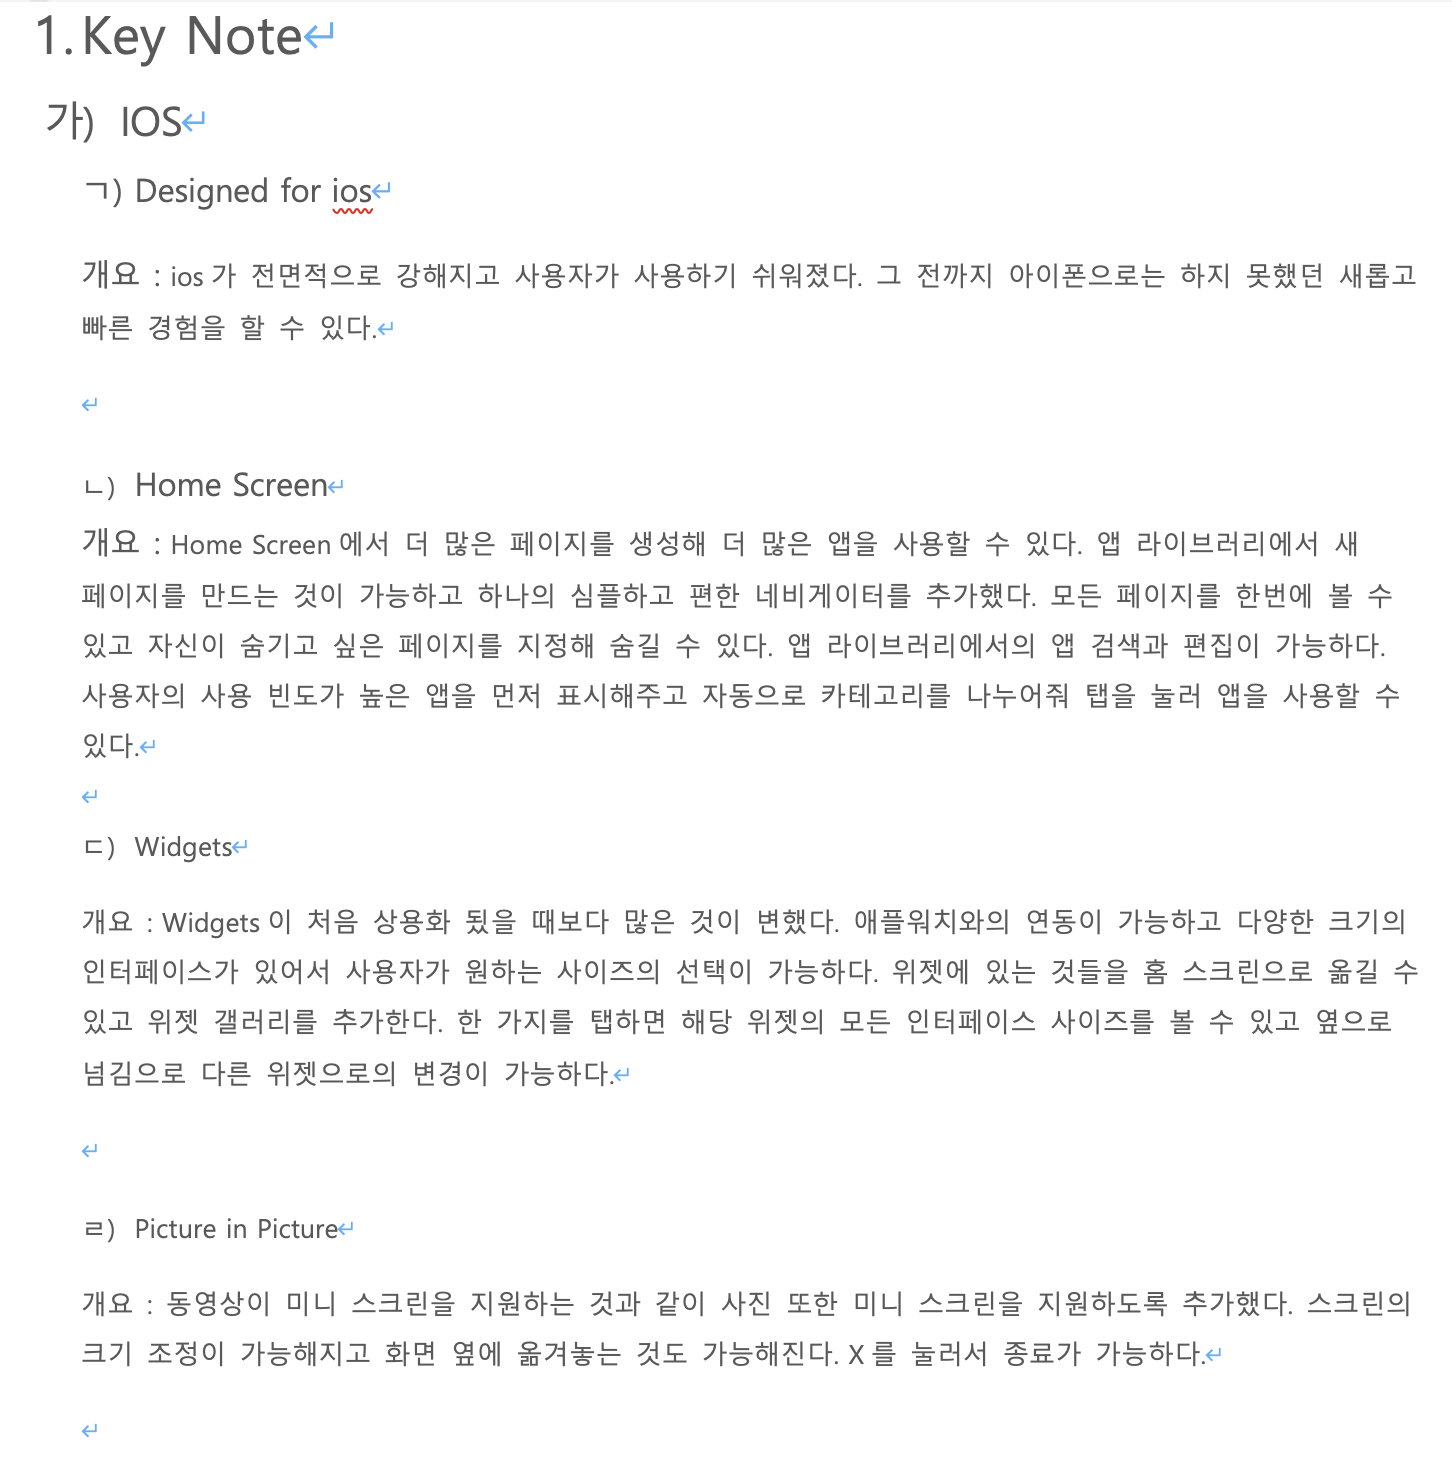 1. Key Note
가) IOS
ㄱ) Designed for ios
개요 : ios 가 전면적으로 강해지고 사용자가 사용하기 쉬워졌다. 그 전까지 아이폰으로는 하지 못했던 새롭고
빠른 경험을 할 수 있다.
ㄴ) Home Screen
개요 : Home Screen 에서 더 많은 페이지를 생성해 더 많은 앱을 사용할 수 있다. 앱 라이브러리에서 새
페이지를 만드는 것이 가능하고 하나의 심플하고 편한 네비게이터를 추가했다. 모든 페이지를 한번에 볼 수
있고 자신이 숨기고 싶은 페이지를 지정해 숨길 수 있다. 앱 라이브러리에서의 앱 검색과 편집이 가능하다.
사용자의 사용 빈도가 높은 앱을 먼저 표시해주고 자동으로 카테고리를 나누어줘 탭을 눌러 앱을 사용할 수
있다.
ㄷ) Widgets
개요 : Widgets 이 처음 상용화 됬을 때보다 많은 것이 변했다. 애플워치와의 연동이 가능하고 다양한 크기의
인터페이스가 있어서 사용자가 원하는 사이즈의 선택이 가능하다. 위젯에 있는 것들을 홈 스크린으로 옮길 수
있고 위젯 갤러리를 추가한다. 한 가지를 탭하면 해당 위젯의 모든 인터페이스 사이즈를 볼 수 있고 옆으로
넘김으로 다른 위젯으로의 변경이 가능하다.
ㄹ) Picture in Picture
개요 : 동영상이 미니 스크린을 지원하는 것과 같이 사진 또한 미니 스크린을 지원하도록 추가했다. 스크린의
크기 조정이 가능해지고 화면 옆에 옮겨놓는 것도 가능해진다. X 를 눌러서 종료가 가능하다.